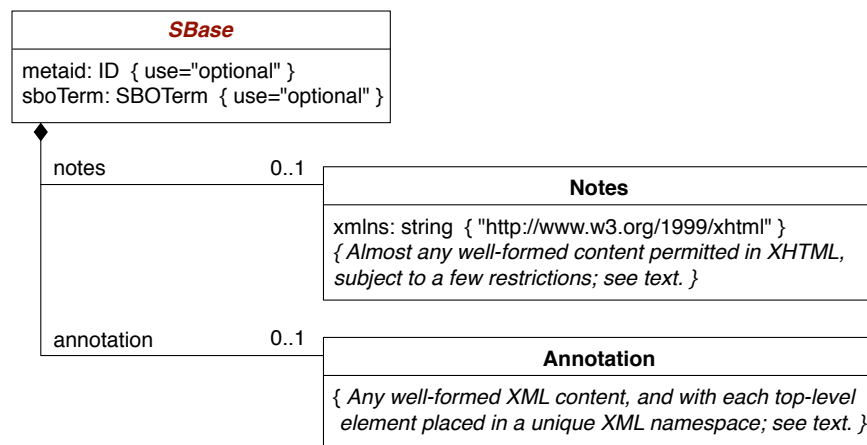 SBase
metaid: ID { use="optional" }
sboTerm: SBOTerm { use="optional" }
notes
0..1
Notes
xmlns: string { "http://www.w3.org/1999/xhtml" }
{ Almost any well-formed content permitted in XHTML,
subject to a few restrictions; see text. }
annotation
0..1
Annotation
{ Any well-formed XML content, and with each top-level
element placed in a unique XML namespace; see text. }